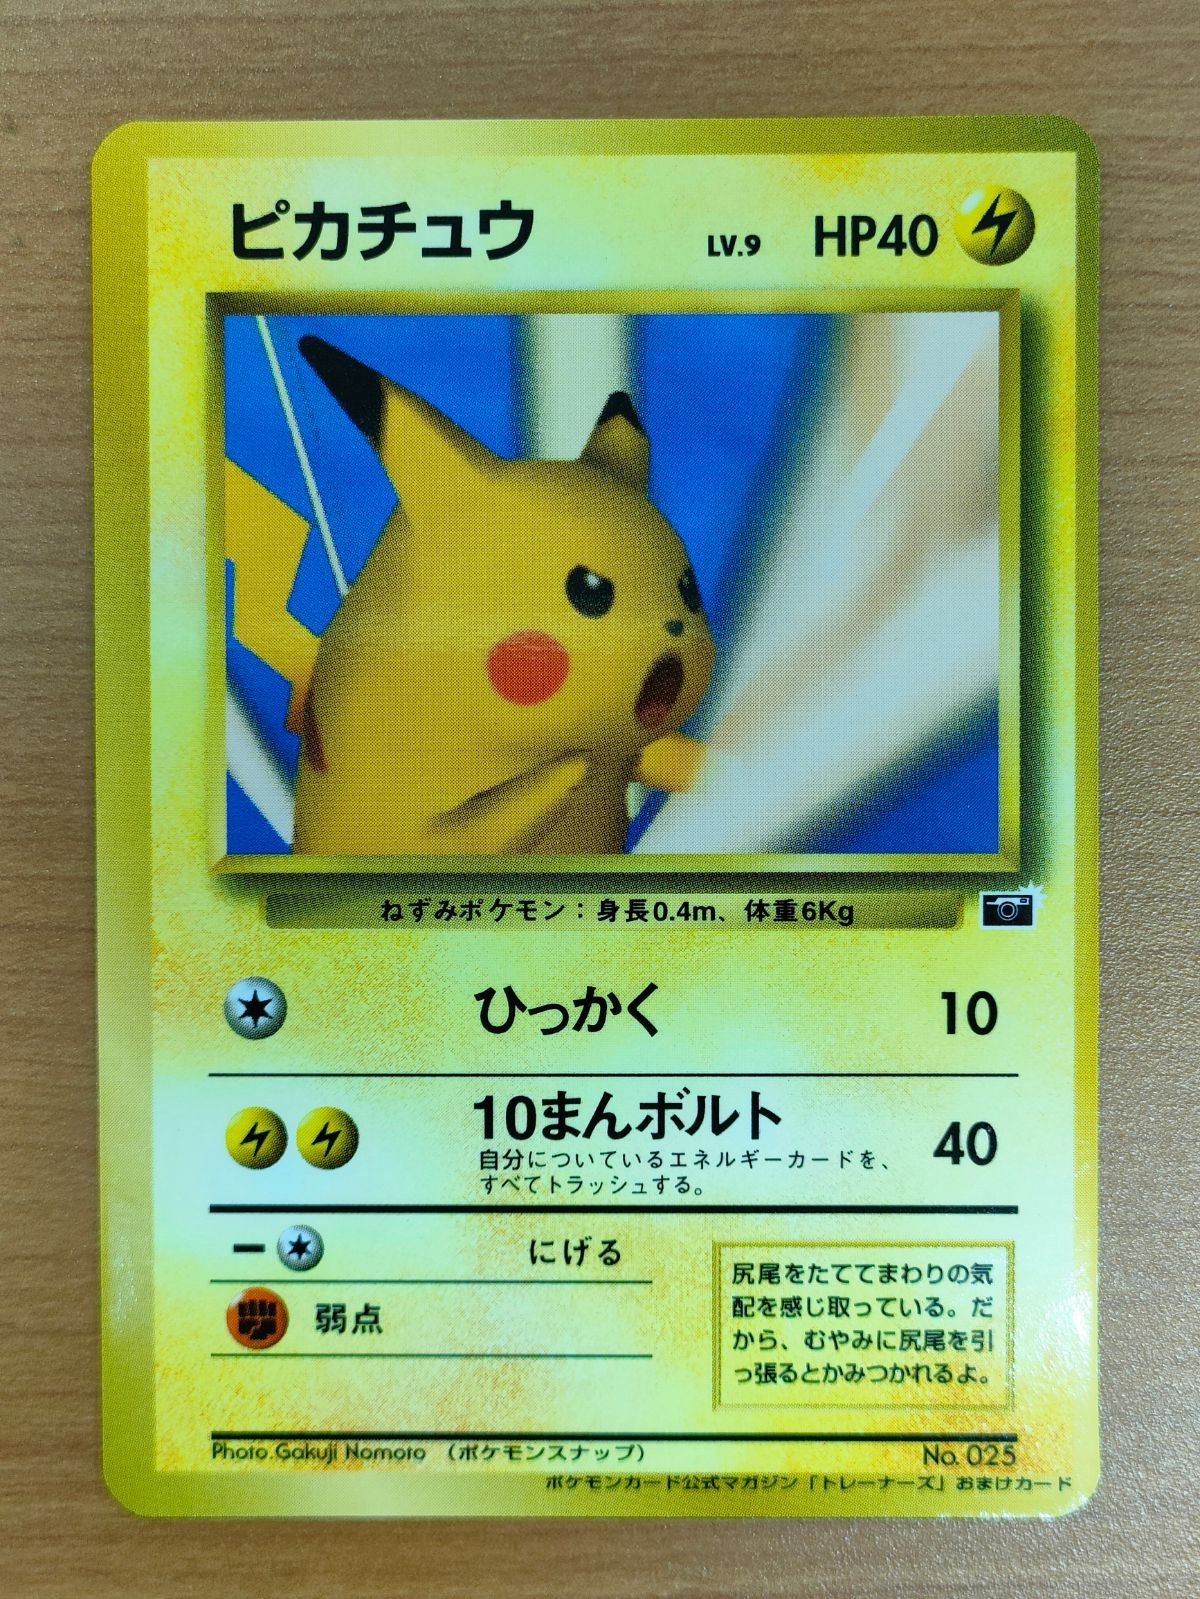 ピカチュウ LV.9 HP40
ねずみポケモン：身長0.4m、体重6Kg
ひっかく 10
10まんボルト 40
自分についているエネルギーカードを、
すべてトラッシュする。
にげる
弱点
尻尾をたててまわりの気
配を感じ取っている。だ
から、むやみに尻尾を引
っ張るとかみつかれるよ。
Photo.Gakuji Nomoto （ポケモンスナップ） No. 025
ポケモンカード公式マガジン「トレーナーズ」おまけカード